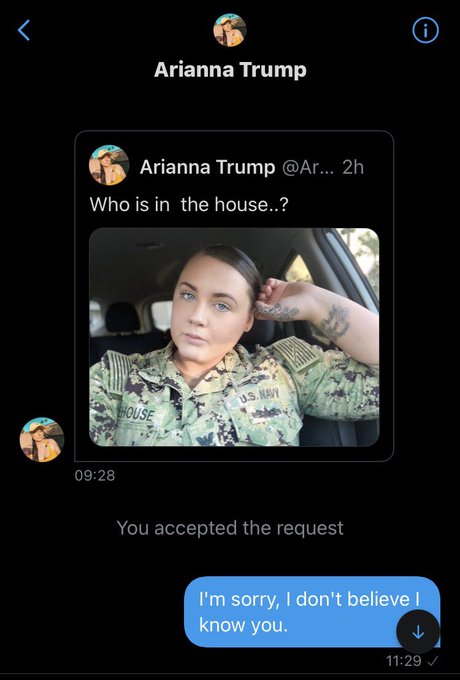 Arianna Trump
Arianna Trump @Ar... 2h
Who is in  the house..?
HOUSE
U.S. NAVY
09:28
You accepted the request
I'm sorry, I don't believe I
know you.
11:29